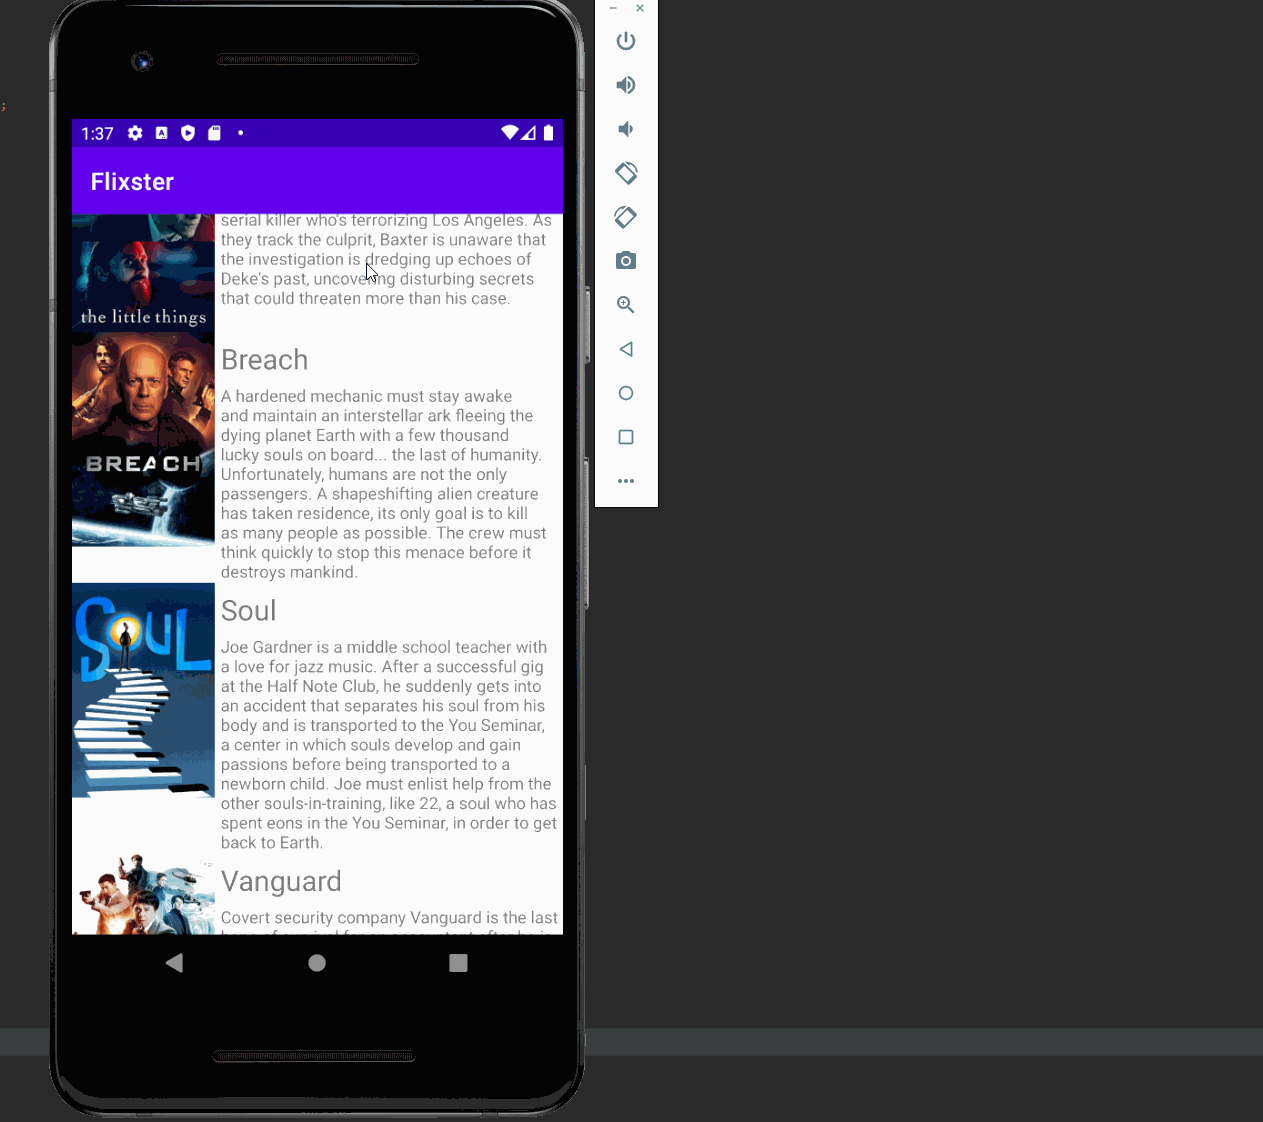 ;
1:37
Flixster
serial killer who's terrorizing Los Angeles. As
they track the culprit, Baxter is unaware that
the investigation is dredging up echoes of
Deke's past, uncovering disturbing secrets
that could threaten more than his case.
the little things
Breach
A hardened mechanic must stay awake
and maintain an interstellar ark fleeing the
dying planet Earth with a few thousand
lucky souls on board... the last of humanity.
Unfortunately, humans are not the only
passengers. A shapeshifting alien creature
has taken residence, its only goal is to kill
as many people as possible. The crew must
think quickly to stop this menace before it
destroys mankind.
BREACH
Soul
Joe Gardner is a middle school teacher with
a love for jazz music. After a successful gig
at the Half Note Club, he suddenly gets into
an accident that separates his soul from his
body and is transported to the You Seminar,
a center in which souls develop and gain
passions before being transported to a
newborn child. Joe must enlist help from the
other souls-in-training, like 22, a soul who has
spent eons in the You Seminar, in order to get
back to Earth.
SOUL
Vanguard
Covert security company Vanguard is the last